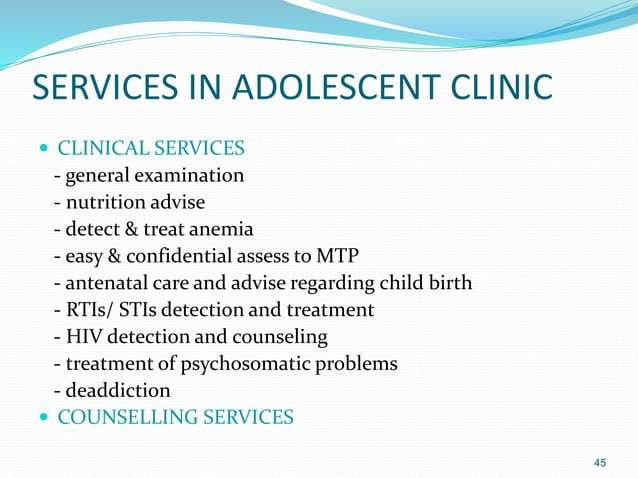 SERVICES IN ADOLESCENT CLINIC
• CLINICAL SERVICES
- general examination
- nutrition advise
- detect & treat anemia
- easy & confidential assess to MTP
- antenatal care and advise regarding child birth
- RTIs/ STIs detection and treatment
- HIV detection and counseling
- treatment of psychosomatic problems
- deaddiction
• COUNSELLING SERVICES
45